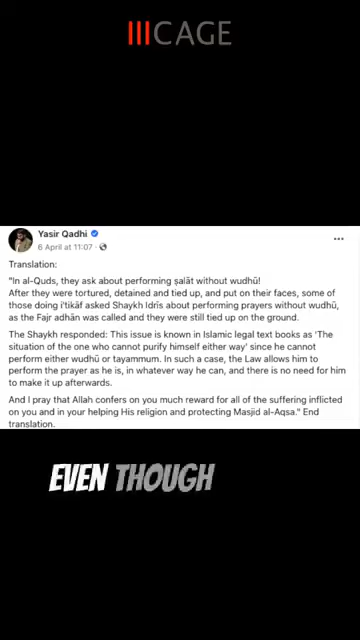 CAGE
Yasir Qadhi
6 April at 11:07 ·
Translation:
"In al-Quds, they ask about performing ṣalāt without wudhū!
After they were tortured, detained and tied up, and put on their faces, some of
those doing i'tikāf asked Shaykh Idrīs about performing prayers without wudhū,
as the Fajr adhān was called and they were still tied up on the ground.
The Shaykh responded: This issue is known in Islamic legal text books as 'The
situation of the one who cannot purify himself either way' since he cannot
perform either wudhū or tayammum. In such a case, the Law allows him to
perform the prayer as he is, in whatever way he can, and there is no need for him
to make it up afterwards.
And I pray that Allah confers on you much reward for all of the suffering inflicted
on you and in your helping His religion and protecting Masjid al-Aqsa." End
translation.
EVEN THOUGH